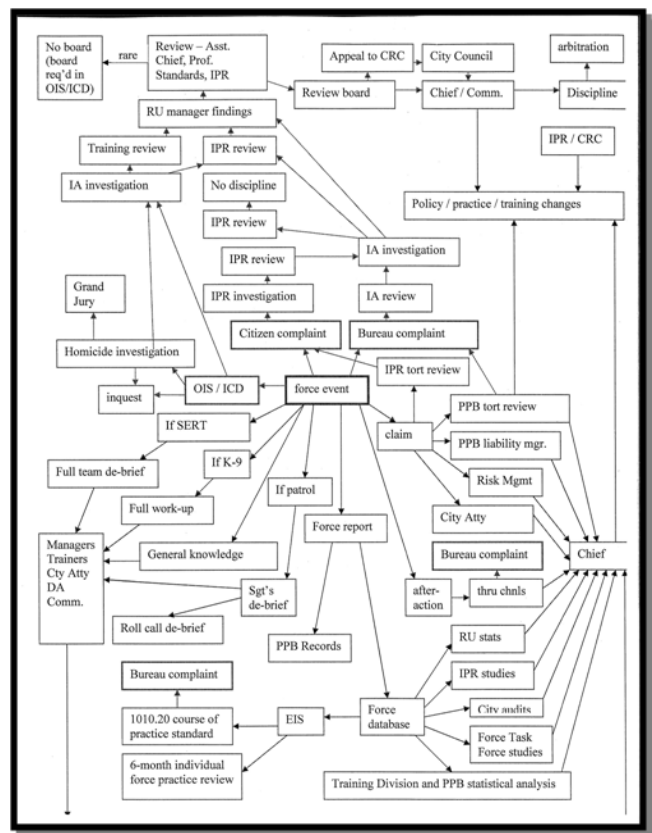 No board
(board
req'd in
OIS/ICD)
rare
Review – Asst.
Chief, Prof.
Standards, IPR
Appeal to CRC
City Council
arbitration
Review board
Chief / Comm.
Discipline
RU manager findings
Training review
IPR review
IPR / CRC
IA investigation
No discipline
Policy / practice / training changes
IPR review
IA investigation
IPR review
Grand
Jury
IPR investigation
IA review
Citizen complaint
Bureau complaint
Homicide investigation
IPR tort review
inquest
OIS / ICD
force event
PPB tort review
If SERT
claim
PPB liability mgr.
Full team de-brief
If K-9
If patrol
Risk Mgmt
Full work-up
City Atty
Force report
Managers
Trainers
Cty Atty
DA
Comm.
General knowledge
Bureau complaint
Chief
Sgt's
de-brief
after-
action
thru chnls
Roll call de-brief
PPB Records
RU stats
Bureau complaint
IPR studies
1010.20 course of
practice standard
EIS
Force
database
City audits
Force Task
Force studies
6-month individual
force practice review
Training Division and PPB statistical analysis